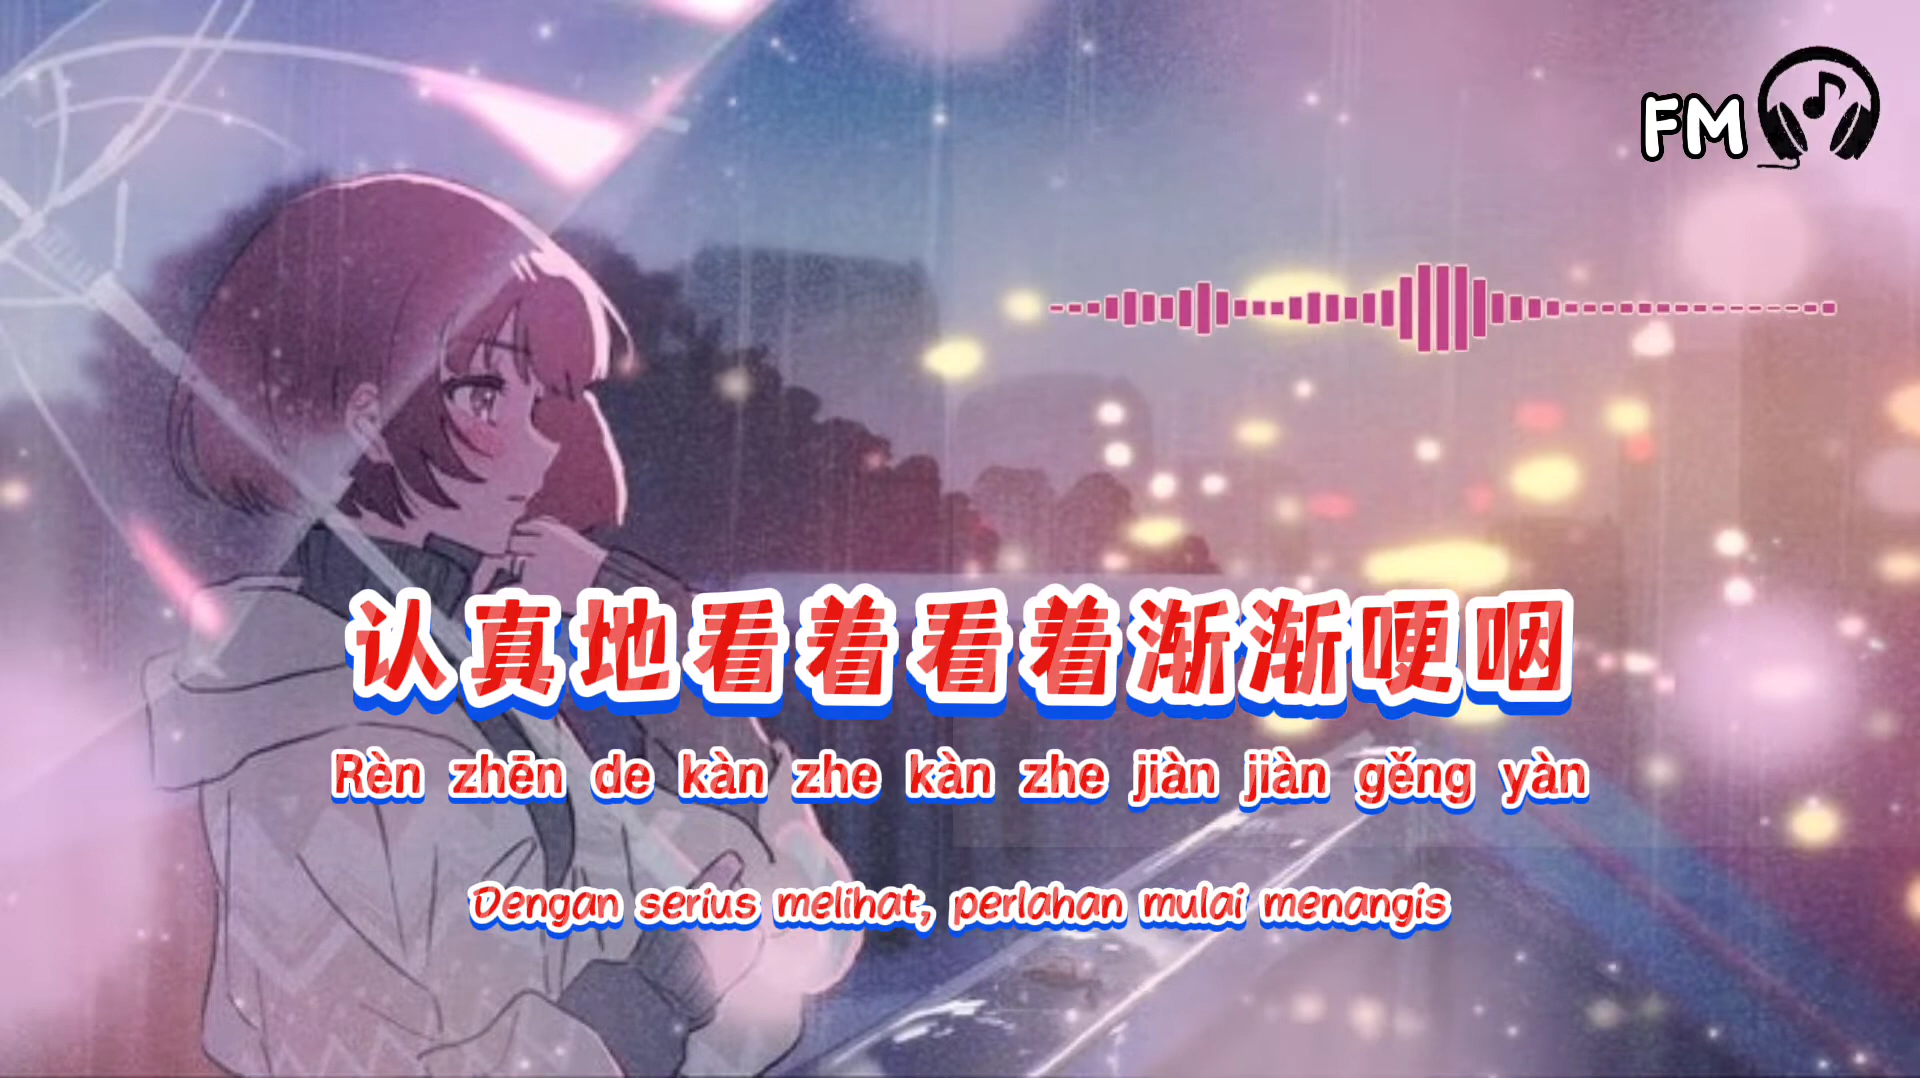 FM
认真地看着看着渐渐哽咽
Rèn zhēn de kàn zhe kàn zhe jiàn jiàn gěng yàn
Dengan serius melihat, perlahan mulai menangis